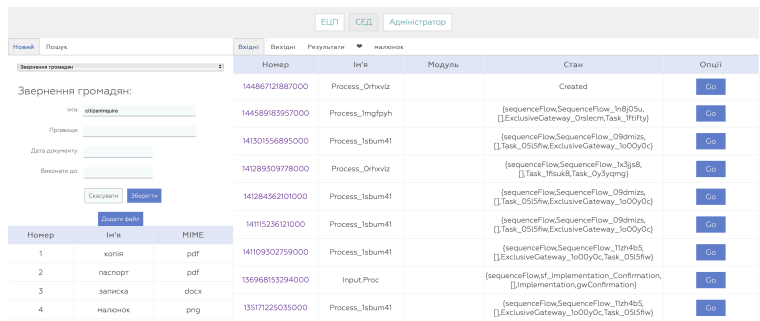 ЕЦП СЕД Адміністратор
Новий Пошук
Звернення громадян
Звернення громадян:
Ім'я: citizenInquire
Прізвище:
Дата документу:
Виконати до:
Скасувати Зберегти
Додати файл
Номер Ім'я MIME
1 копія pdf
2 паспорт pdf
3 записка docx
4 малюнок png
Вхідні Вихідні Результати ❤ малюнок
Номер Ім'я Модуль Стан Опції
144867121887000 Process_0rhxvlz Created Go
144589183957000 Process_1mgfpyh {sequenceFlow,SequenceFlow_1n8j05u,
[],ExclusiveGateway_0rslecm,Task_1ftifty} Go
141301556895000 Process_1sbum41 {sequenceFlow,SequenceFlow_09dmizs,
[],Task_05l5fiw,ExclusiveGateway_1o00y0c} Go
141289309778000 Process_0rhxvlz {sequenceFlow,SequenceFlow_1x3jjs8,
[],Task_1fisuk8,Task_0y3yqmg} Go
141284362101000 Process_1sbum41 {sequenceFlow,SequenceFlow_09dmizs,
[],Task_05l5fiw,ExclusiveGateway_1o00y0c} Go
141115236121000 Process_1sbum41 {sequenceFlow,SequenceFlow_09dmizs,
[],Task_05l5fiw,ExclusiveGateway_1o00y0c} Go
141109302759000 Process_1sbum41 {sequenceFlow,SequenceFlow_11zh4b5,
[],ExclusiveGateway_1o00y0c,Task_05l5fiw} Go
136968153294000 Input.Proc {sequenceFlow,sf_Implementation_Confirmation,
[],Implementation,gwConfirmation} Go
135171225035000 Process_1sbum41 {sequenceFlow,SequenceFlow_11zh4b5,
[],ExclusiveGateway_1o00y0c,Task_05l5fiw} Go